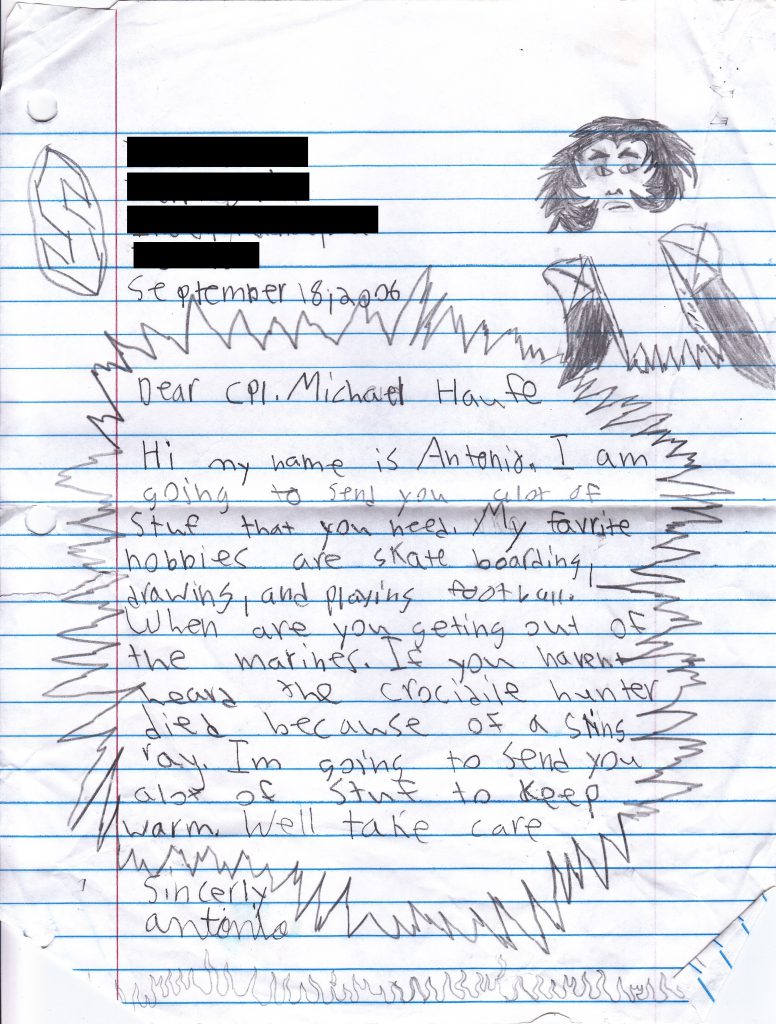 September 18, 2006
Dear Cpl. Michael Haufe
Hi my name is Antonio. I am
going to send you alot of
Stuf that you need. My favrite
hobbies are skate boarding,
drawing, and playing football.
When are you geting out of
the marines. If you havent
heard the crocidile hunter
died because of a sting
ray. Im going to send you
alot of stuf to keep
warm. Well take care
Sincerly
antonio